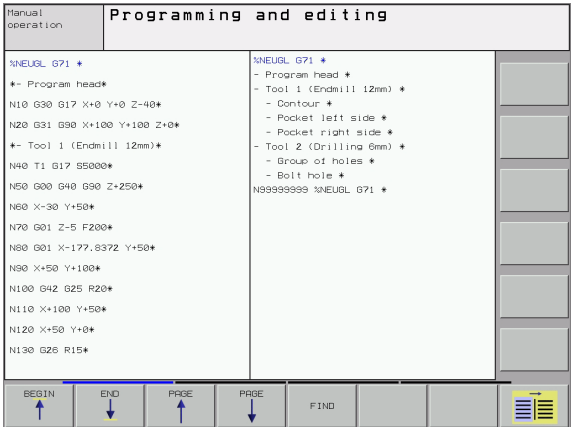 Manual
operation
Programming and editing
%NEUGL G71 *
*- Program head*
N10 G30 G17 X+0 Y+0 Z-40*
N20 G31 G90 X+100 Y+100 Z+0*
*- Tool 1 (Endmill 12mm)*
N40 T1 G17 S5000*
N50 G00 G40 G90 Z+250*
N60 X-30 Y+50*
N70 G01 Z-5 F200*
N80 G01 X-177.8372 Y+50*
N90 X+50 Y+100*
N100 G42 G25 R20*
N110 X+100 Y+50*
N120 X+50 Y+0*
N130 G26 R15*
%NEUGL G71 *
- Program head *
- Tool 1 (Endmill 12mm) *
- Contour *
- Pocket left side *
- Pocket right side *
- Tool 2 (Drilling 6mm) *
- Group of holes *
- Bolt hole *
N99999999 %NEUGL G71 *
BEGIN
END
PAGE
PAGE
FIND